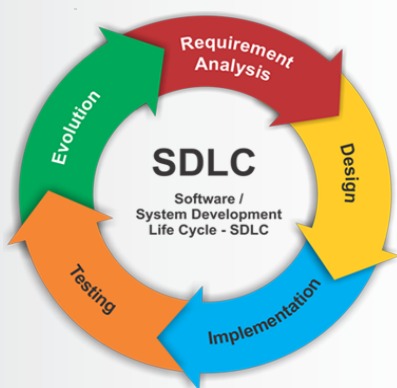 Requirement
Analysis
Design
Implementation
Testing
Evolution
SDLC
Software /
System Development
Life Cycle - SDLC